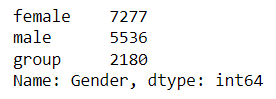 female    7277
male      5536
group     2180
Name: Gender, dtype: int64